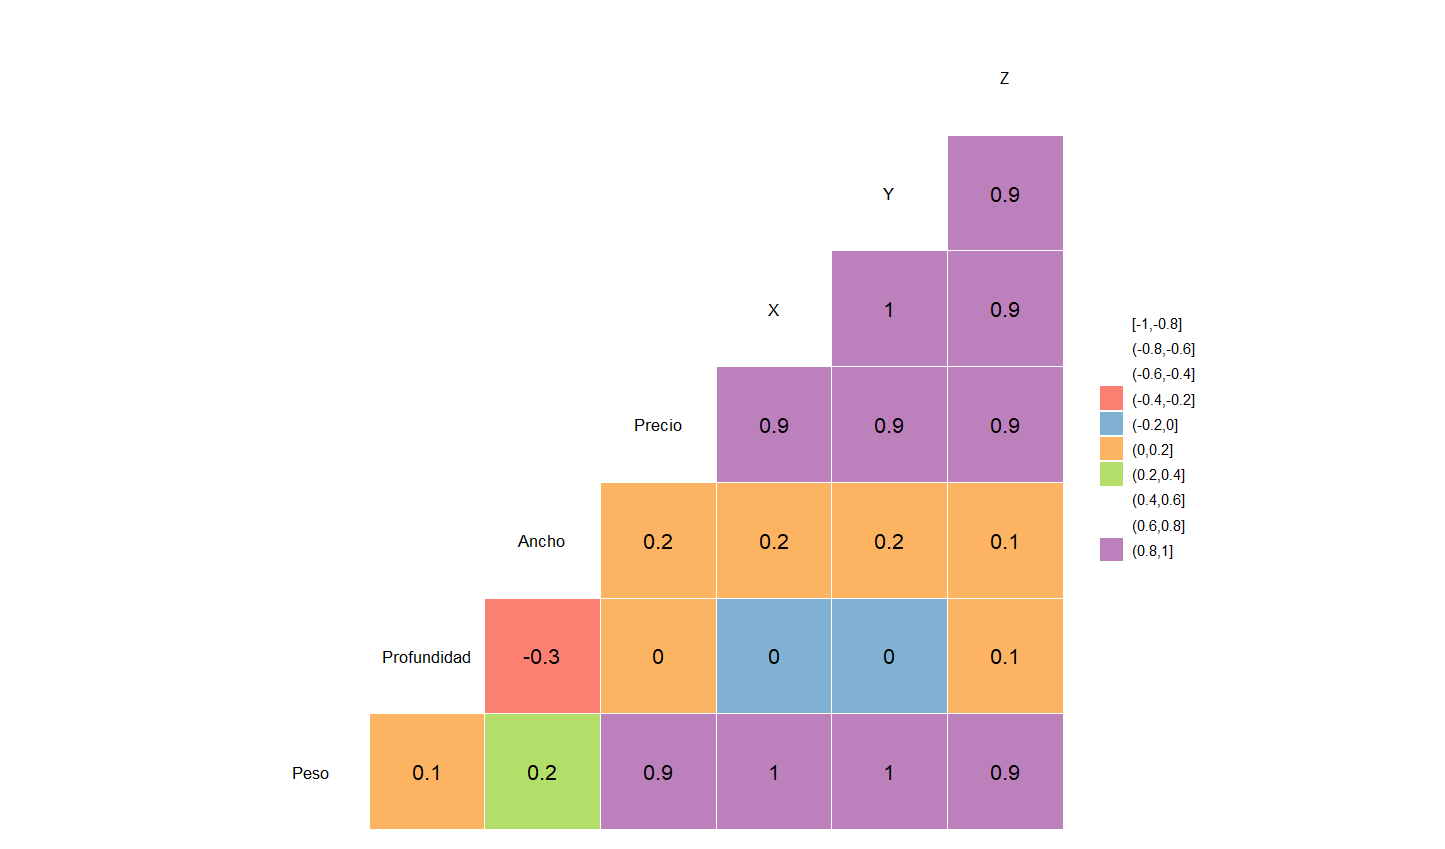 Z
Y 0.9
X 1 0.9
Precio 0.9 0.9 0.9
Ancho 0.2 0.2 0.2 0.1
Profundidad -0.3 0 0 0 0.1
Peso 0.1 0.2 0.9 1 1 0.9
[-1,-0.8]
(-0.8,-0.6]
(-0.6,-0.4]
(-0.4,-0.2]
(-0.2,0]
(0,0.2]
(0.2,0.4]
(0.4,0.6]
(0.6,0.8]
(0.8,1]